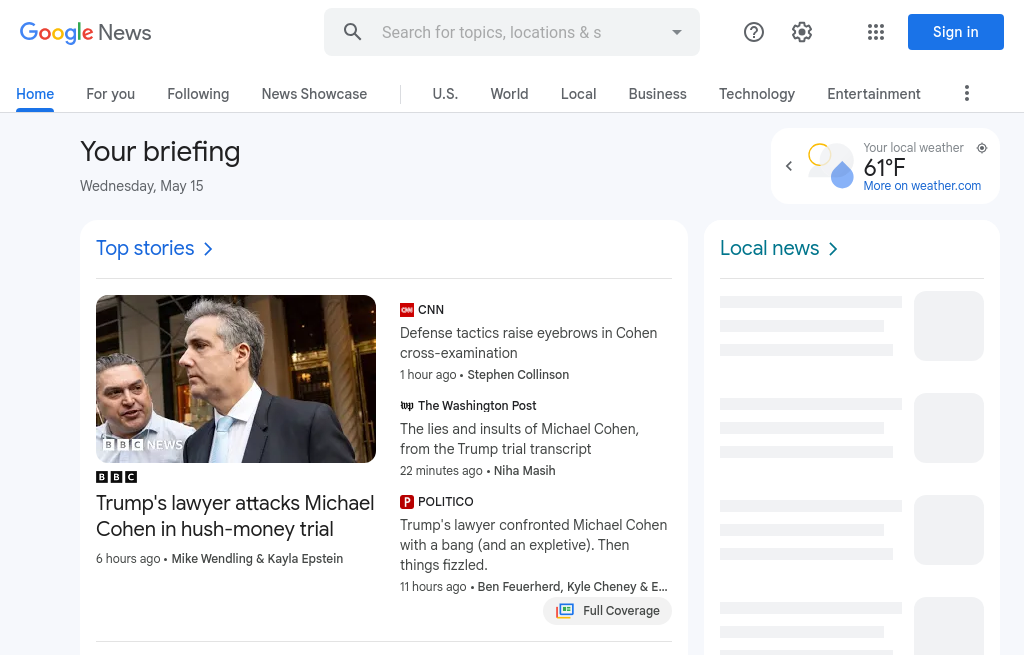 Google News
Search for topics, locations & s
Sign in
Home
For you
Following
News Showcase
U.S.
World
Local
Business
Technology
Entertainment
Your briefing
Wednesday, May 15
Your local weather
61°F
More on weather.com
Top stories
BBC NEWS
BBC
Trump's lawyer attacks Michael
Cohen in hush-money trial
6 hours ago • Mike Wendling & Kayla Epstein
CNN
CNN
Defense tactics raise eyebrows in Cohen
cross-examination
1 hour ago • Stephen Collinson
wp The Washington Post
The lies and insults of Michael Cohen,
from the Trump trial transcript
22 minutes ago • Niha Masih
P POLITICO
Trump's lawyer confronted Michael Cohen
with a bang (and an expletive). Then
things fizzled.
11 hours ago • Ben Feuerherd, Kyle Cheney & E...
Full Coverage
Local news